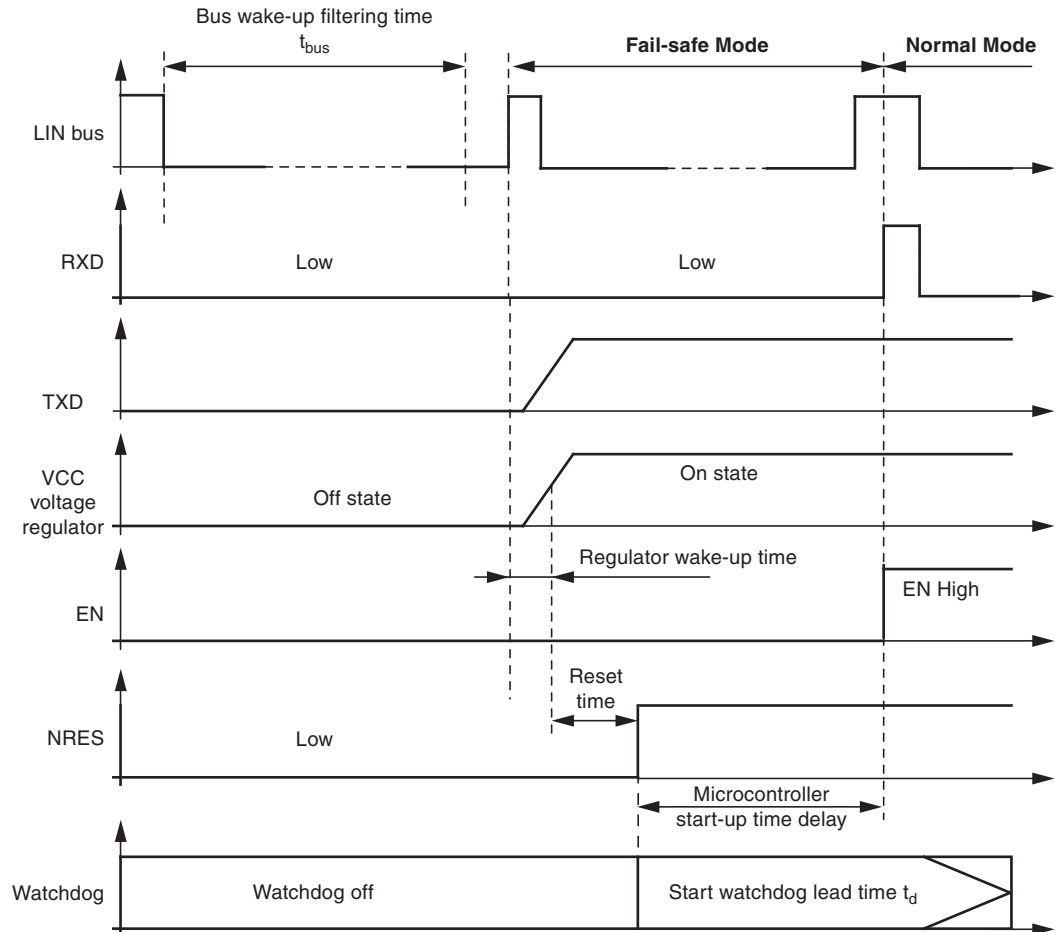 Bus wake-up filtering time
t_bus
Fail-safe Mode
Normal Mode
LIN bus
RXD
Low
Low
TXD
VCC
voltage
regulator
Off state
On state
Regulator wake-up time
EN
EN High
Reset
time
NRES
Low
Microcontroller
start-up time delay
Watchdog
Watchdog off
Start watchdog lead time t_d